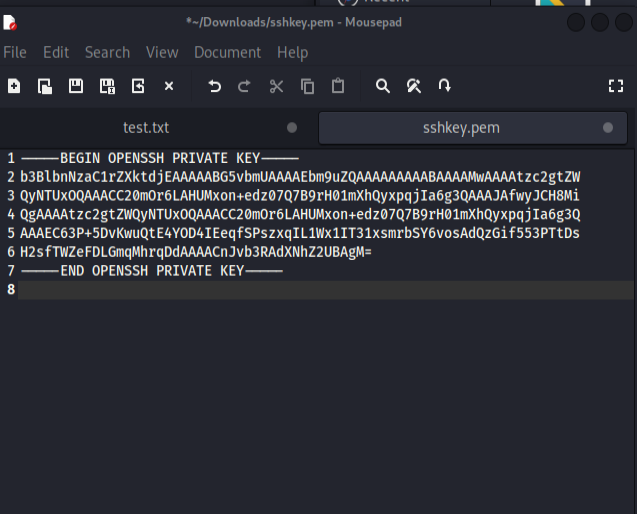 *~/Downloads/sshkey.pem - Mousepad
File Edit Search View Document Help
test.txt sshkey.pem
1 -----BEGIN OPENSSH PRIVATE KEY-----
2 b3BlbnNzaC1rZXktdjEAAAAABG5vbmUAAAAEbm9uZQAAAAAAAAABAAAAMwAAAAtzc2gtZW
3 QyNTUxOQAAACC20mOr6LAHUMxon+edz07Q7B9rH01mXhQyxpqjIa6g3QAAAJAfwyJCH8Mi
4 QgAAAAtzc2gtZWQyNTUxOQAAACC20mOr6LAHUMxon+edz07Q7B9rH01mXhQyxpqjIa6g3Q
5 AAAEC63P+5DvKwuQtE4YOD4IEeqfSPszxqIL1Wx1IT31xsmrbSY6vosAdQzGif553PTtDs
6 H2sfTWZeFDLGmqMhrqDdAAAACnJvb3RAdXNhZ2UBAgM=
7 -----END OPENSSH PRIVATE KEY-----
8